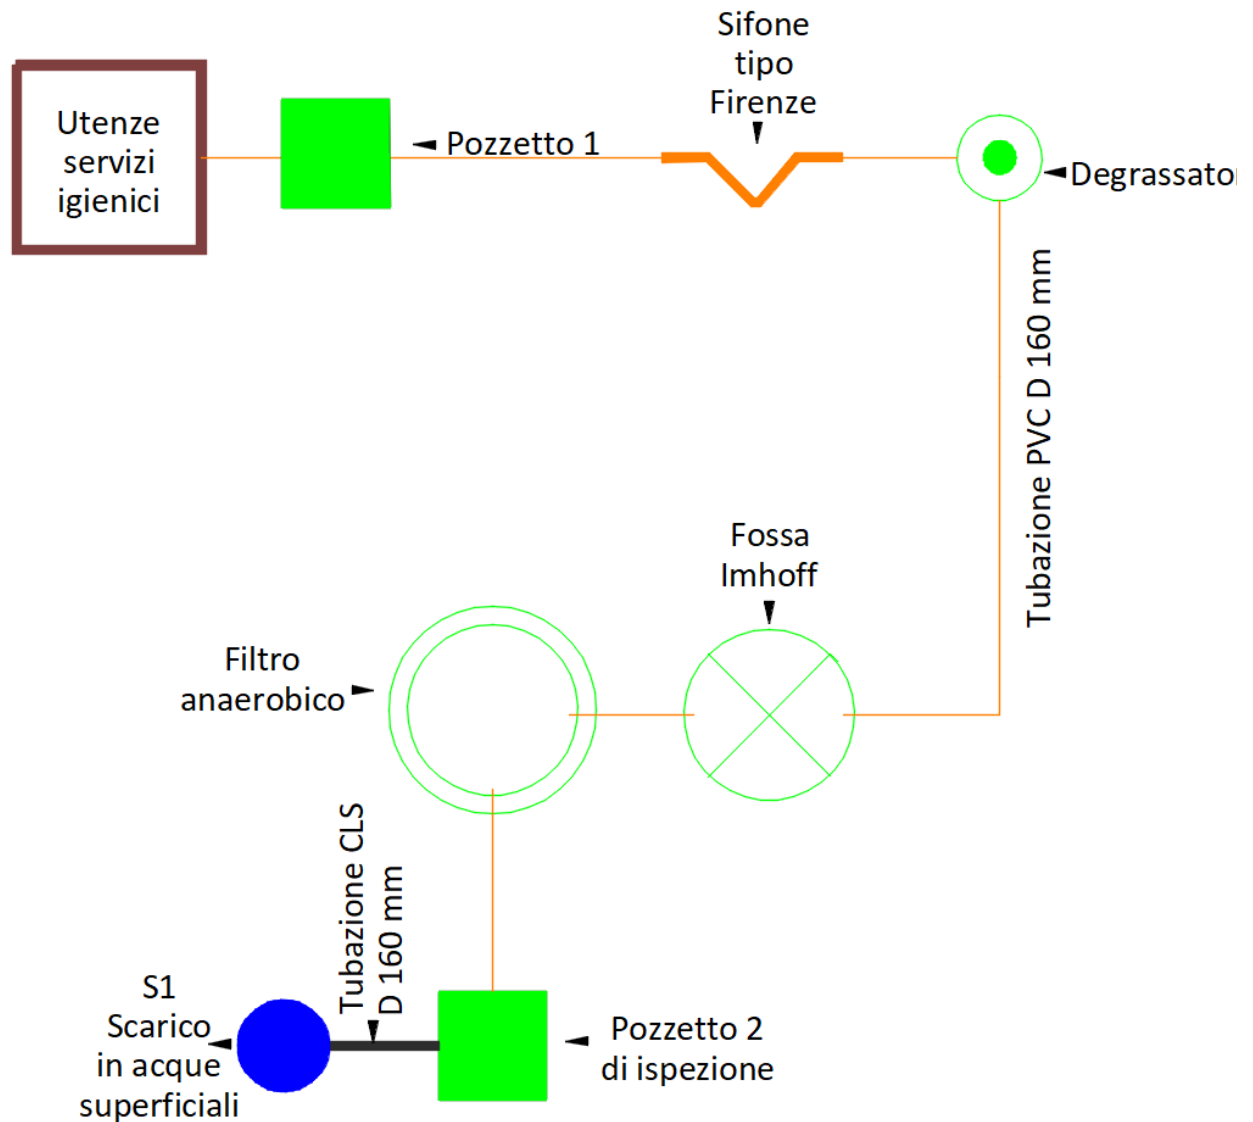 Sifone
tipo
Firenze
Utenze
servizi
igienici
Pozzetto 1
Degrassator
Tubazione PVC D 160 mm
Fossa
Imhoff
Filtro
anaerobico
Tubazione CLS
D 160 mm
S1
Scarico
in acque
superficiali
Pozzetto 2
di ispezione